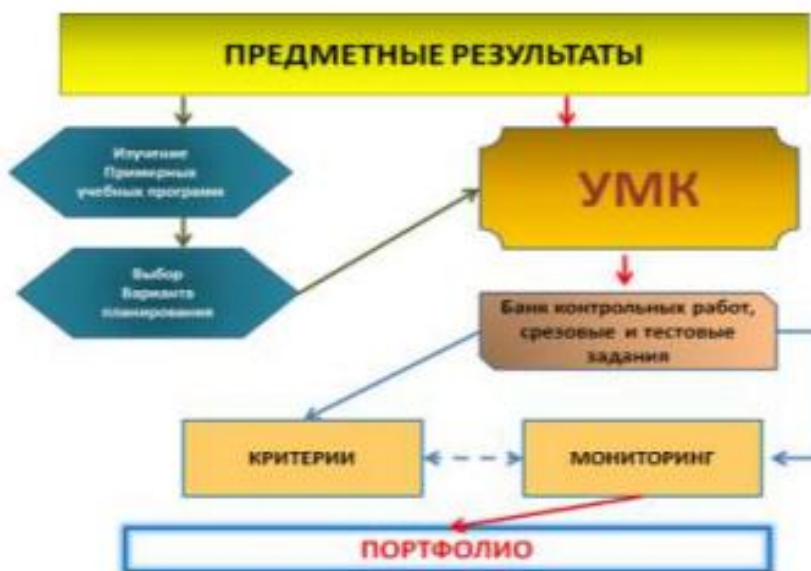 ПРЕДМЕТНЫЕ РЕЗУЛЬТАТЫ
Изучение
Примерных
учебных программ
УМК
Выбор
Варианта
планирования
Банк контрольных работ,
срезовые и тестовые
задания
КРИТЕРИИ
МОНИТОРИНГ
ПОРТФОЛИО